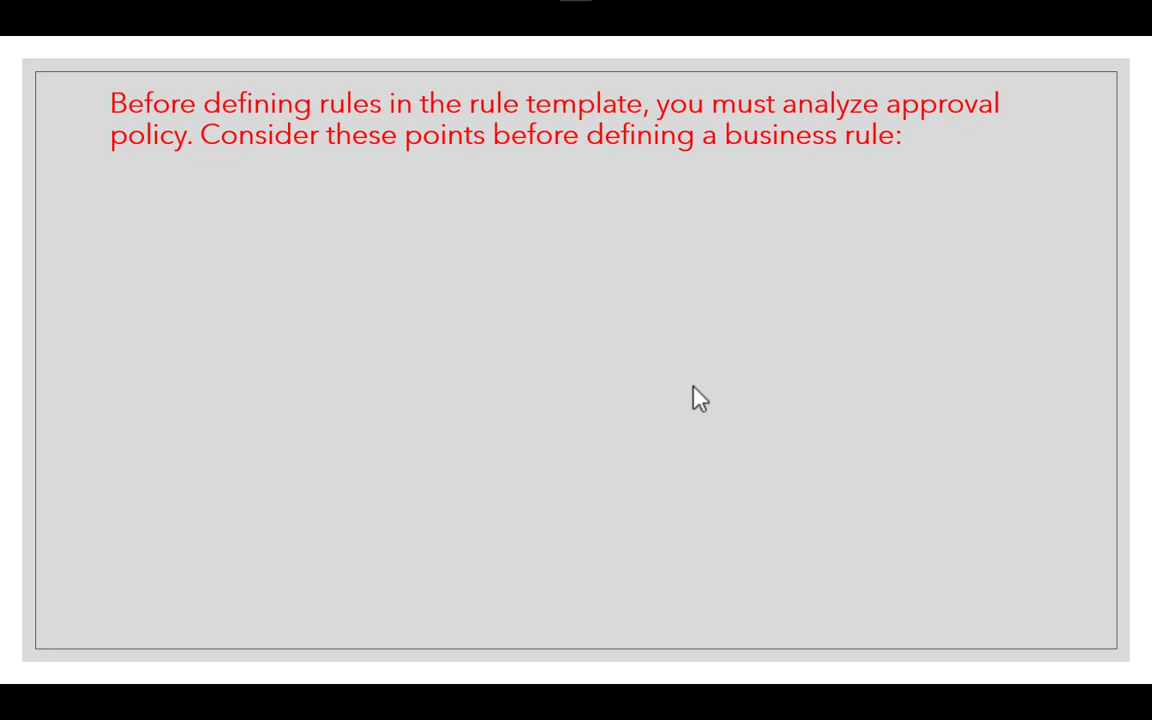 Before defining rules in the rule template, you must analyze approval
policy. Consider these points before defining a business rule: